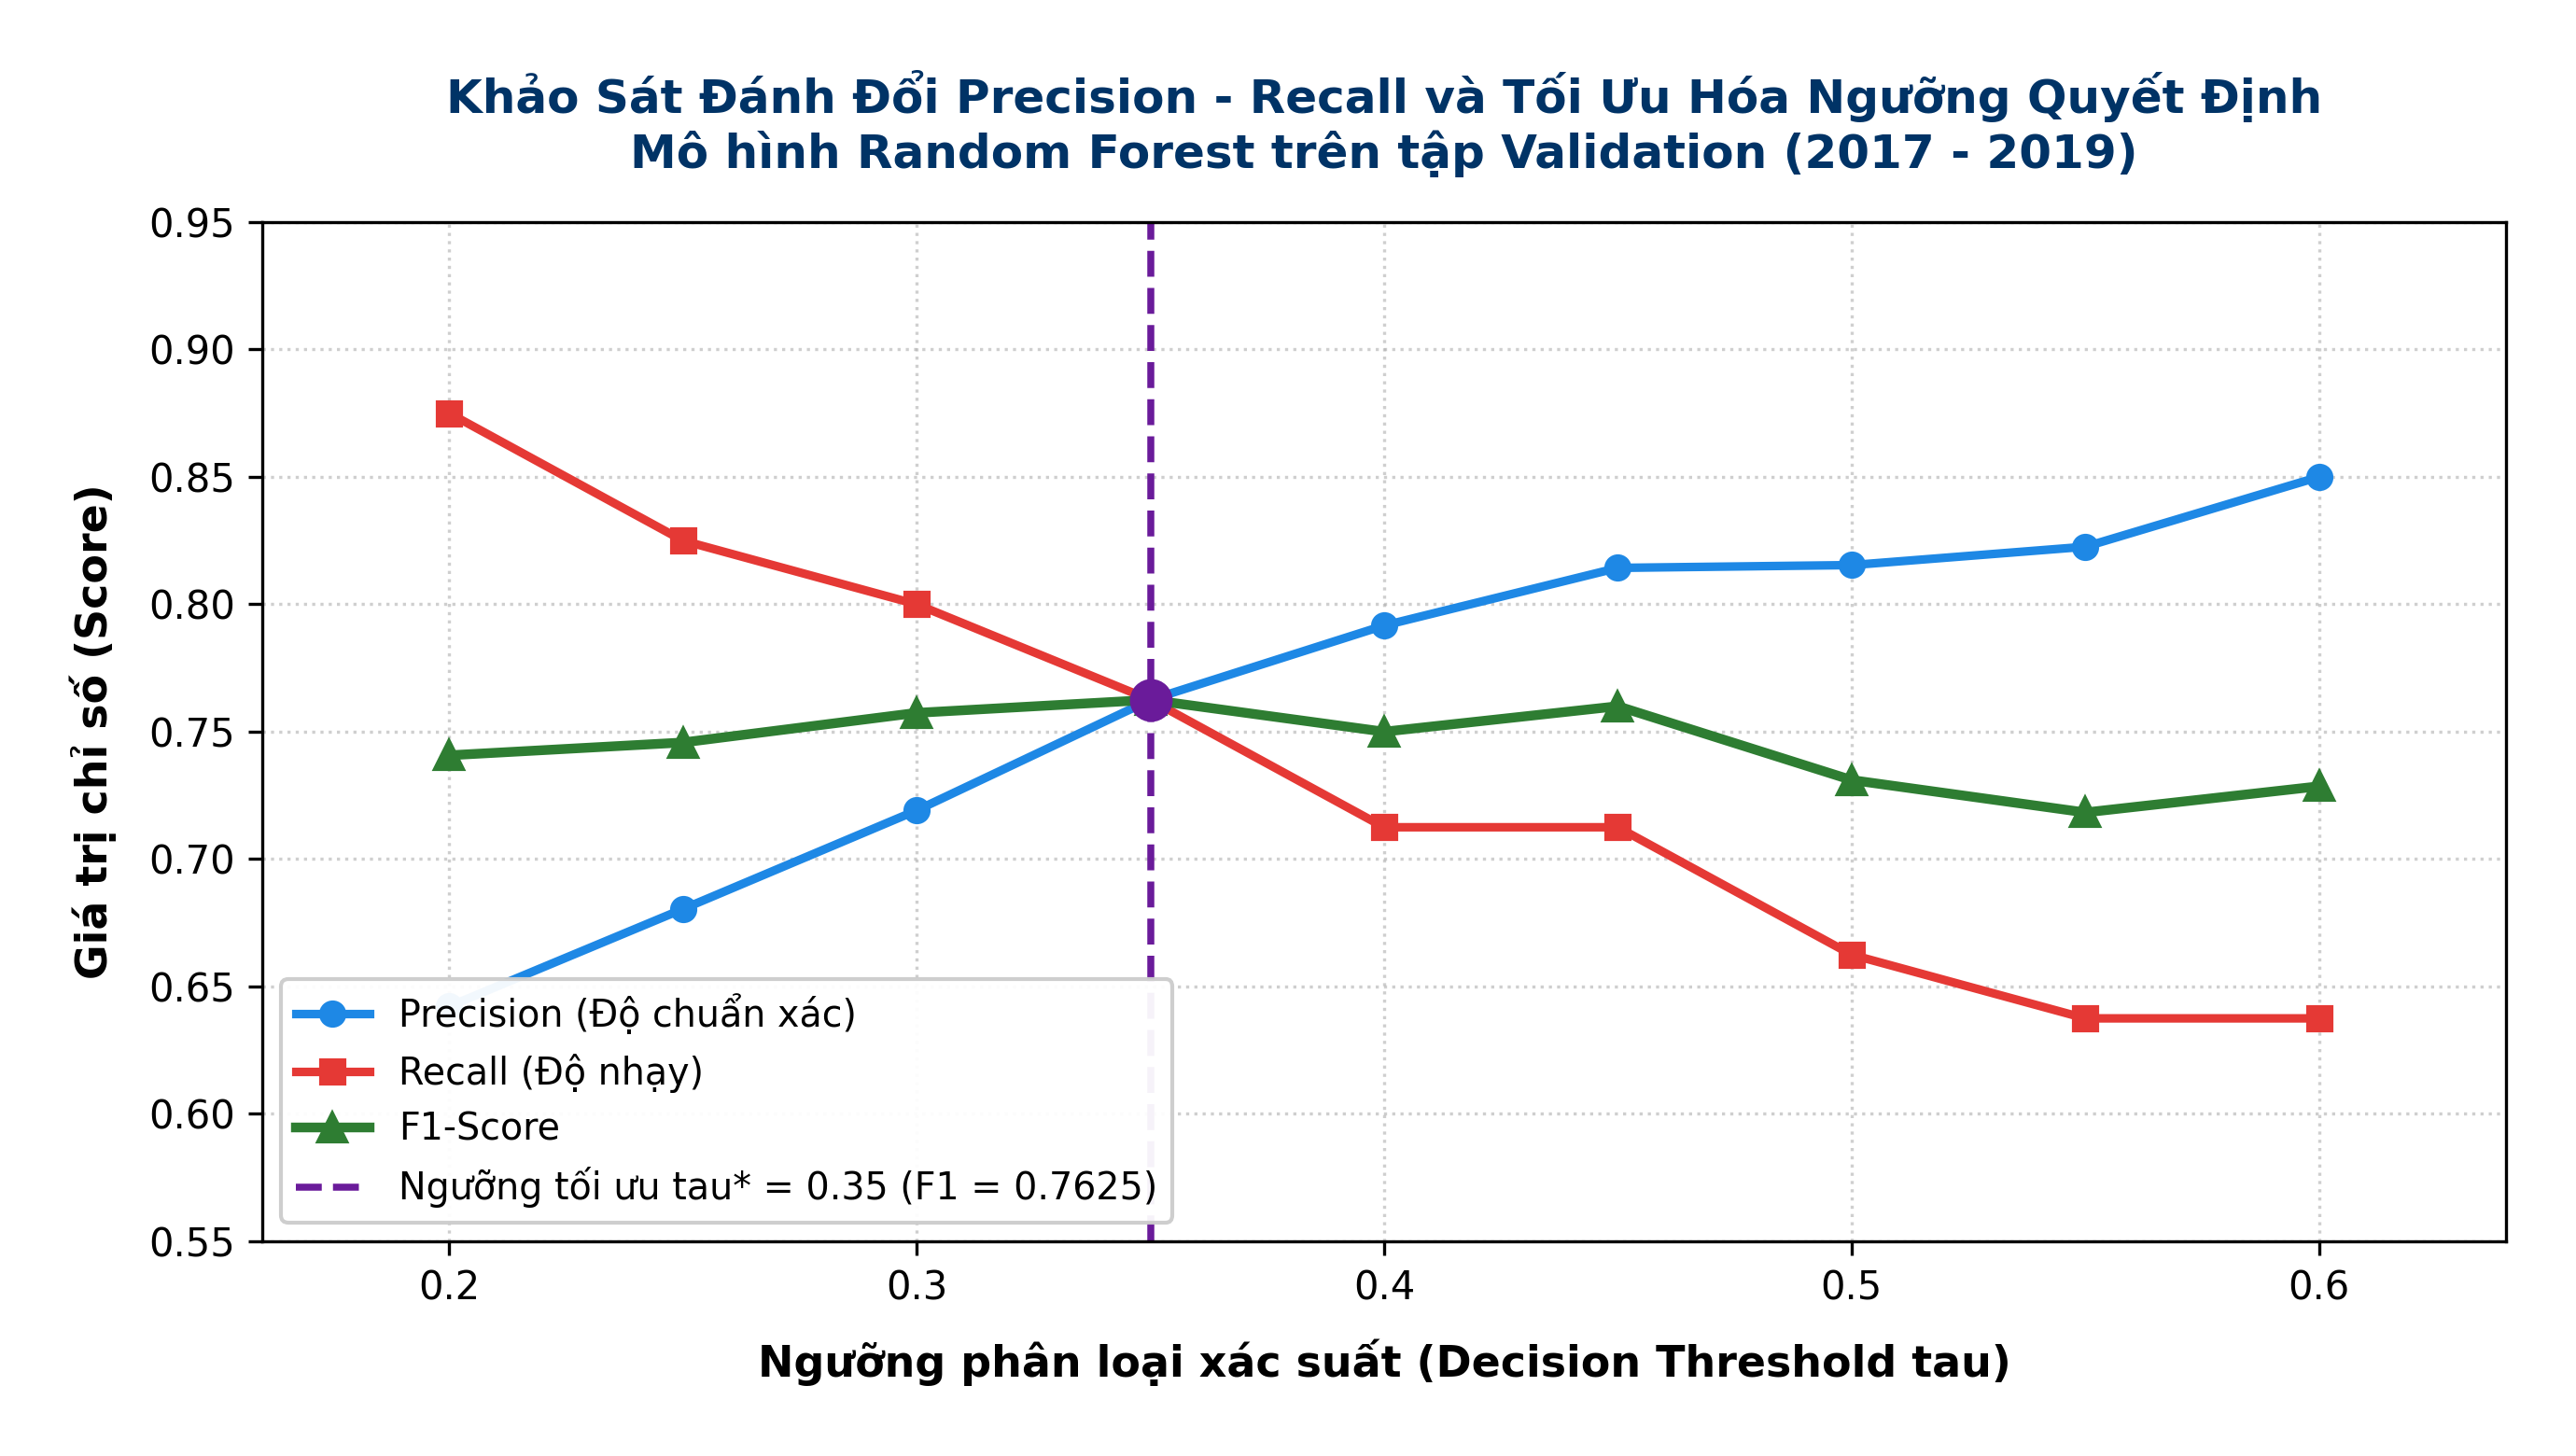 Khảo Sát Đánh Đổi Precision - Recall và Tối Ưu Hóa Ngưỡng Quyết Định
Mô hình Random Forest trên tập Validation (2017 - 2019)
Giá trị chỉ số (Score)
0.95
0.90
0.85
0.80
0.75
0.70
0.65
0.60
0.55
Precision (Độ chuẩn xác)
Recall (Độ nhạy)
F1-Score
Ngưỡng tối ưu tau* = 0.35 (F1 = 0.7625)
0.2
0.3
0.4
0.5
0.6
Ngưỡng phân loại xác suất (Decision Threshold tau)